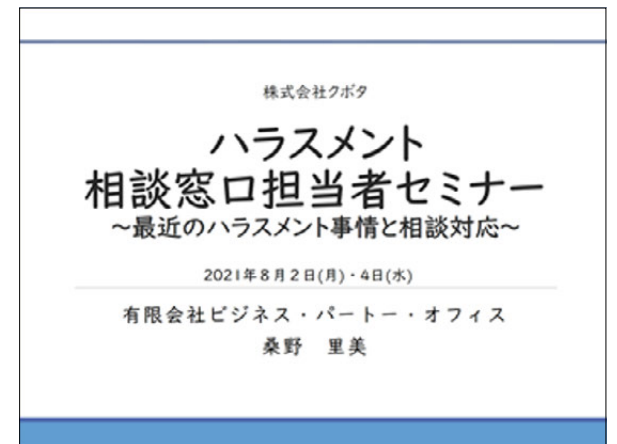 株式会社クボタ
ハラスメント
相談窓口担当者セミナー
～最近のハラスメント事情と相談対応～
2021年8月2日(月)・4日(水)
有限会社ビジネス・パートー・オフィス
桑野　里美